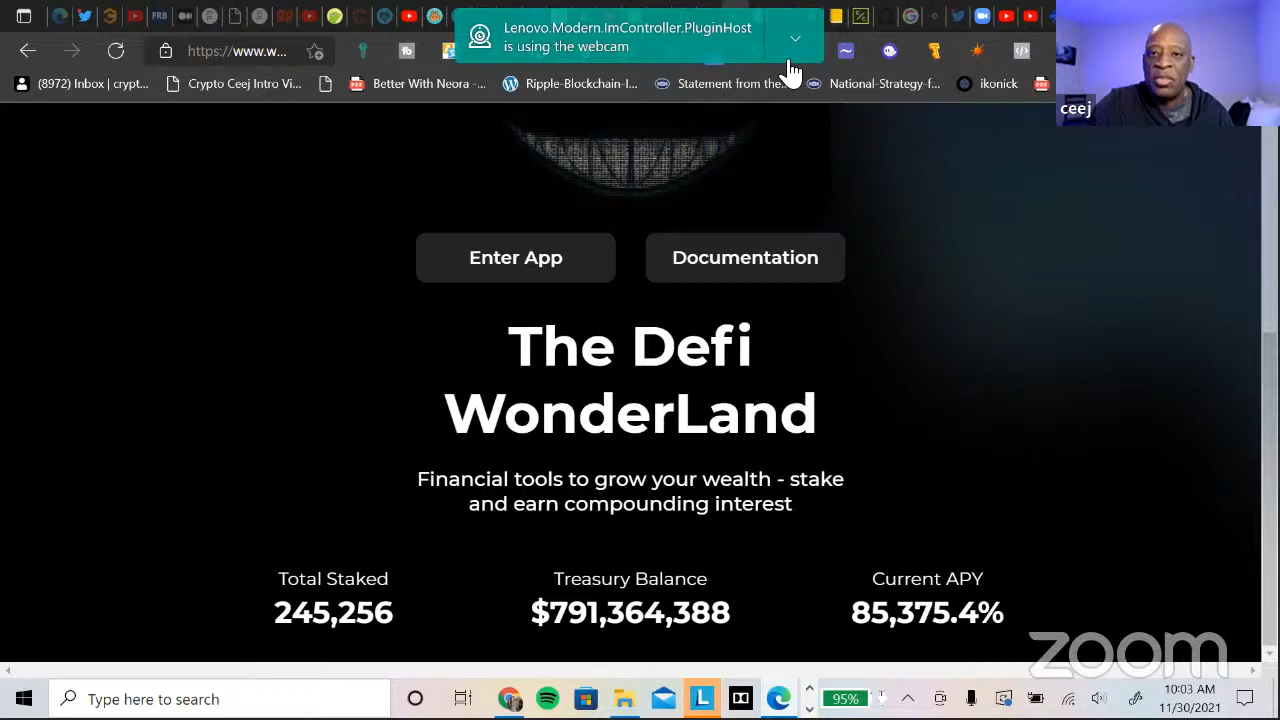 FRB
Lenovo.Modern.ImController.PluginHost
is using the webcam
https://www.w...
(8972) Inbox | crypt...
Crypto Ceej Intro Vi...
Better With Ne...
Ripple-Blockchain-I...
Statement from the...
National-Strategy-f...
ikonick
ceej
Enter App
Documentation
The Defi
WonderLand
Financial tools to grow your wealth - stake
and earn compounding interest
Total Staked
Treasury Balance
Current APY
245,256
$791,364,388
85,375.4%
zoom
Type here to search
95%
10:03 AM
11/30/2021